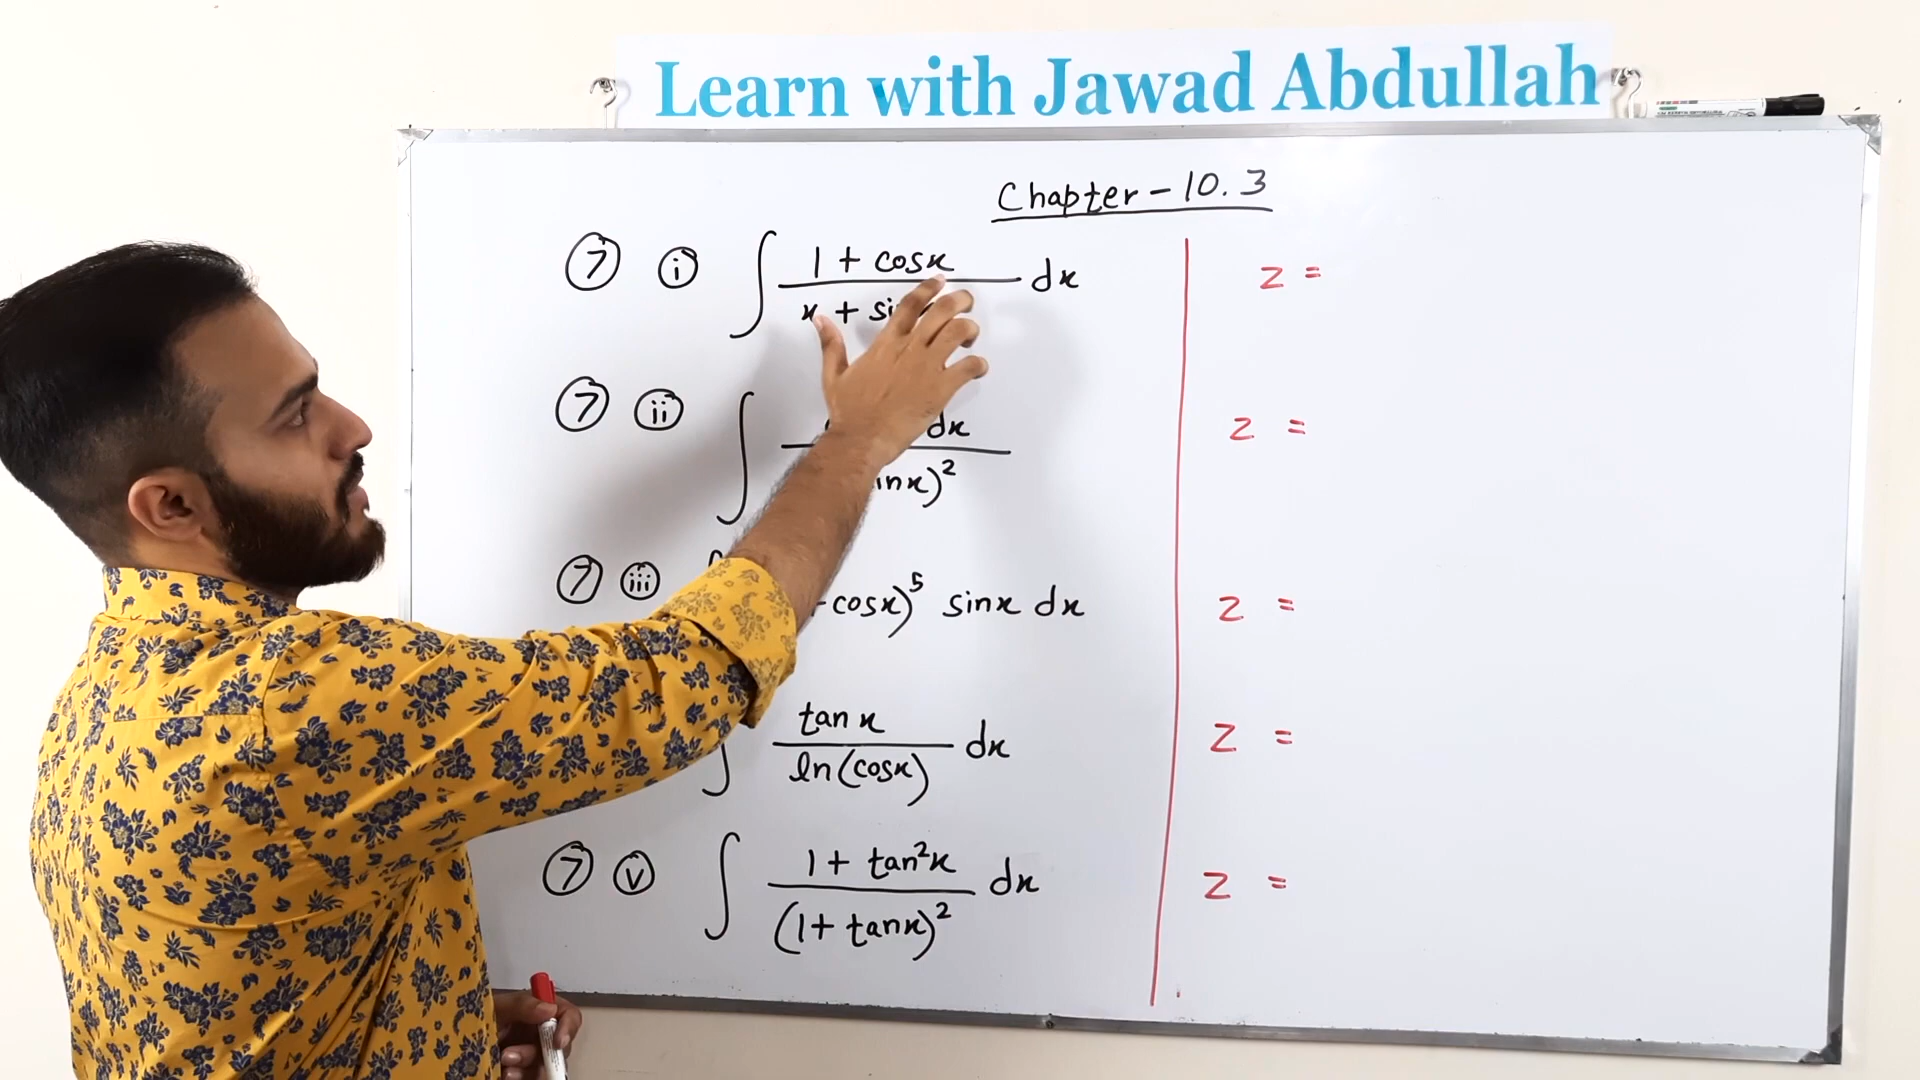 Learn with Jawad Abdullah
Chapter - 10.3
7 i ∫ 1 + cosx / x + si dx z =
7 ii ∫ dx / inx)² z =
7 iii cosx)⁵ sinx dx z =
∫ tanx / ln(cosx) dx z =
7 v ∫ 1 + tan²x / (1 + tanx)² dx z =